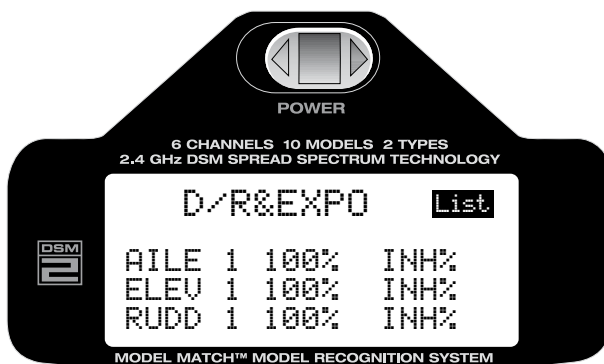 POWER
6 CHANNELS 10 MODELS 2 TYPES
2.4 GHz DSM SPREAD SPECTRUM TECHNOLOGY
D/R&EXPO List
DSM
2
AILE 1 100% INH%
ELEV 1 100% INH%
RUDD 1 100% INH%
MODEL MATCH™ MODEL RECOGNITION SYSTEM